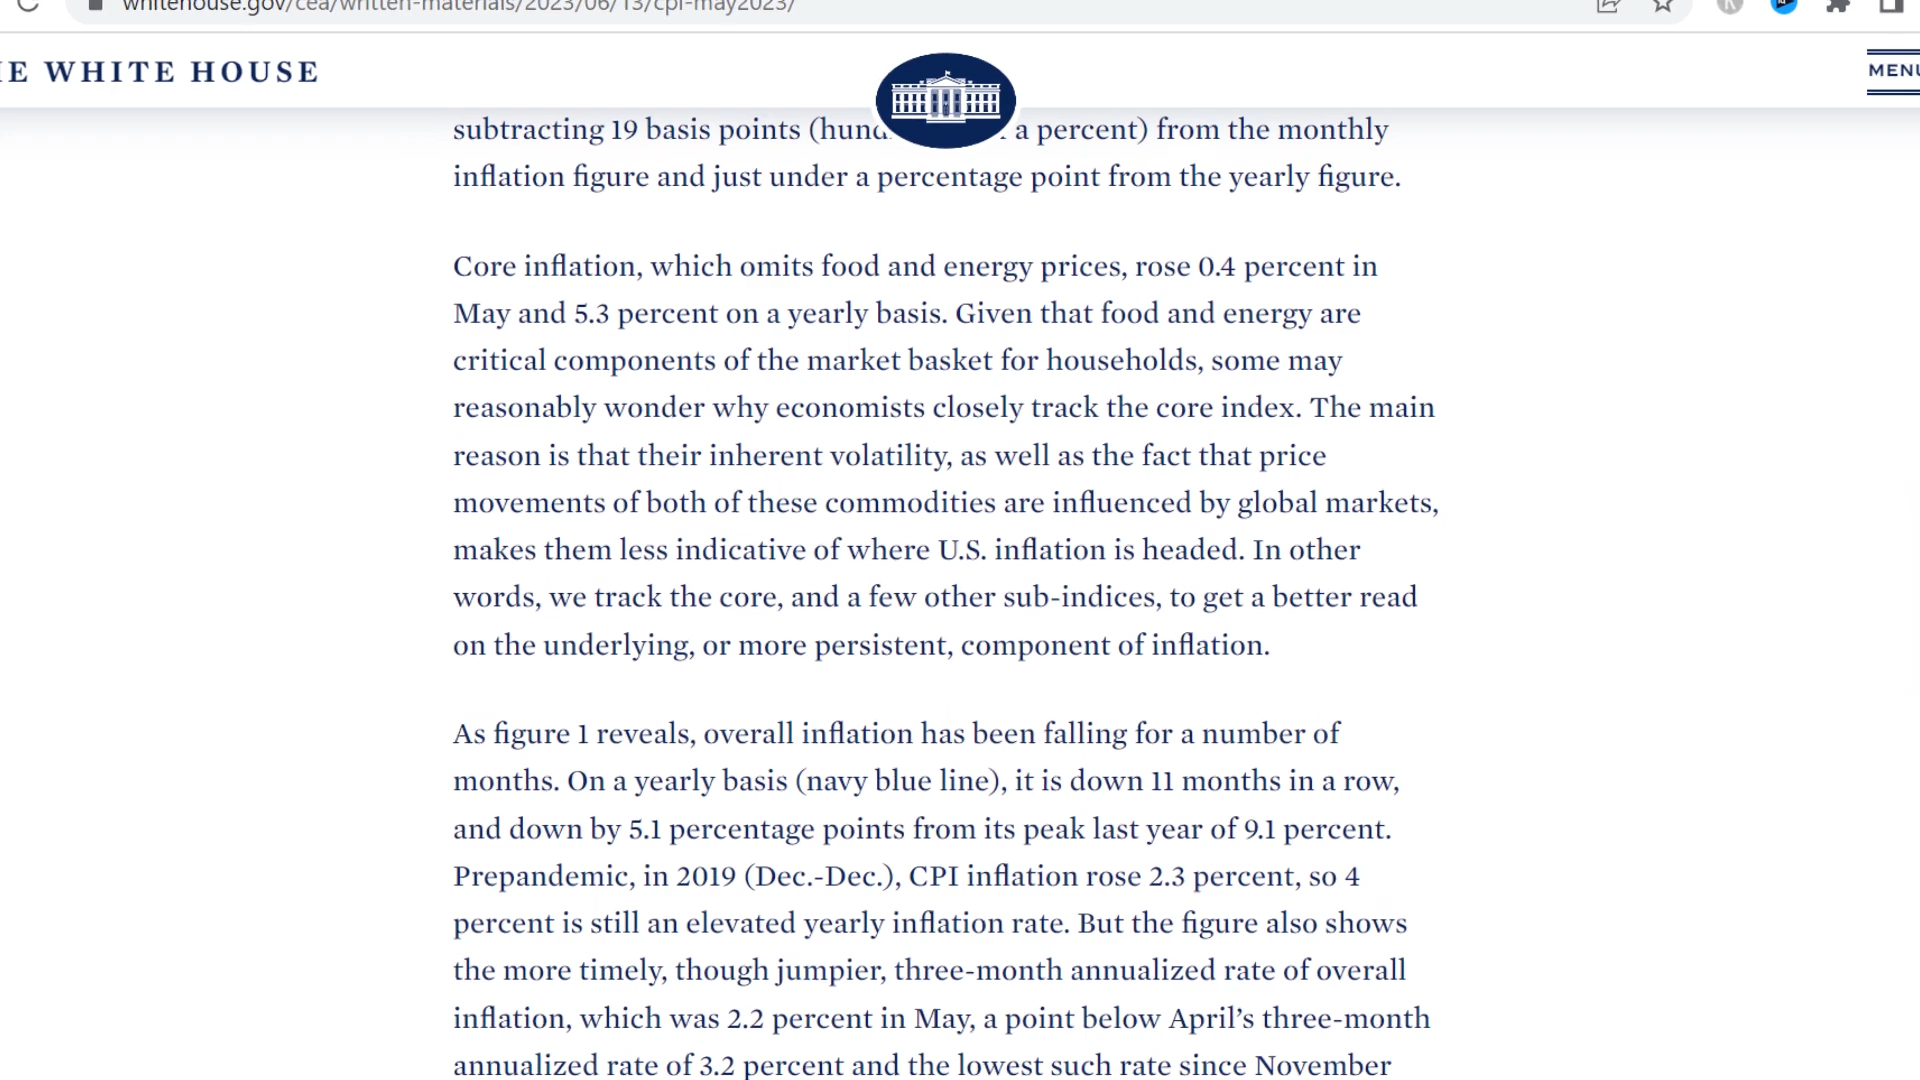 whitehouse.gov/cea/written-materials/2023/06/13/cpi-may2023/
HE WHITE HOUSE
MENU
subtracting 19 basis points (hund a percent) from the monthly
inflation figure and just under a percentage point from the yearly figure.
Core inflation, which omits food and energy prices, rose 0.4 percent in
May and 5.3 percent on a yearly basis. Given that food and energy are
critical components of the market basket for households, some may
reasonably wonder why economists closely track the core index. The main
reason is that their inherent volatility, as well as the fact that price
movements of both of these commodities are influenced by global markets,
makes them less indicative of where U.S. inflation is headed. In other
words, we track the core, and a few other sub-indices, to get a better read
on the underlying, or more persistent, component of inflation.
As figure 1 reveals, overall inflation has been falling for a number of
months. On a yearly basis (navy blue line), it is down 11 months in a row,
and down by 5.1 percentage points from its peak last year of 9.1 percent.
Prepandemic, in 2019 (Dec.-Dec.), CPI inflation rose 2.3 percent, so 4
percent is still an elevated yearly inflation rate. But the figure also shows
the more timely, though jumpier, three-month annualized rate of overall
inflation, which was 2.2 percent in May, a point below April’s three-month
annualized rate of 3.2 percent and the lowest such rate since November